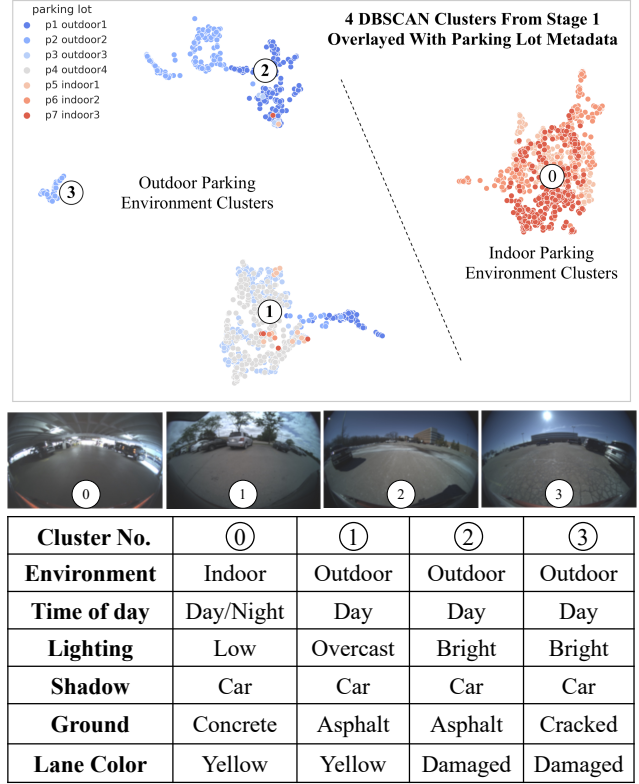 parking lot
p1 outdoor1
p2 outdoor2
p3 outdoor3
p4 outdoor4
p5 indoor1
p6 indoor2
p7 indoor3
4 DBSCAN Clusters From Stage 1
Overlayed With Parking Lot Metadata
2
0
3
Outdoor Parking
Environment Clusters
Indoor Parking
Environment Clusters
1
0 1 2 3
Cluster No. 0 1 2 3
Environment Indoor Outdoor Outdoor Outdoor
Time of day Day/Night Day Day Day
Lighting Low Overcast Bright Bright
Shadow Car Car Car Car
Ground Concrete Asphalt Asphalt Cracked
Lane Color Yellow Yellow Damaged Damaged